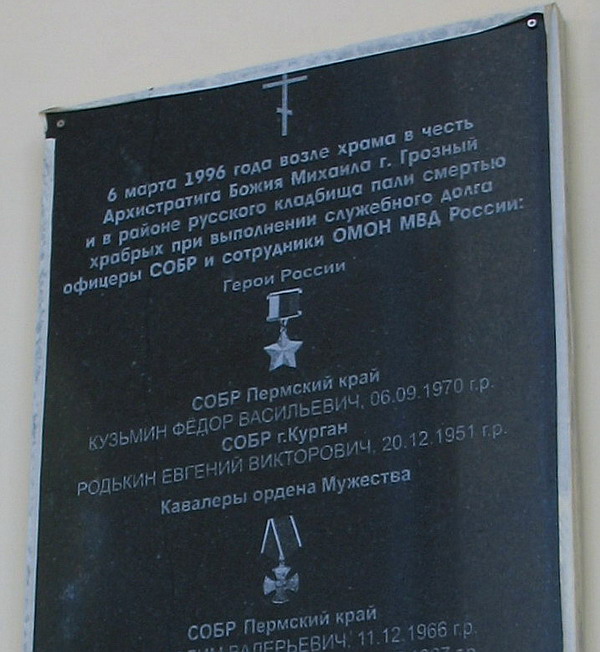 6 марта 1996 года возле храма в честь
Архистратига Божия Михаила г. Грозный
и в районе русского кладбища пали смертью
храбрых при выполнении служебного долга
офицеры СОБР и сотрудники ОМОН МВД России:
Герои России
СОБР Пермский край
КУЗЬМИН ФЁДОР ВАСИЛЬЕВИЧ, 06.09.1970 г.р.
СОБР г.Курган
РОДЬКИН ЕВГЕНИЙ ВИКТОРОВИЧ, 20.12.1951 г.р.
Кавалеры ордена Мужества
СОБР Пермский край
ВАЛЕРЬЕВИЧ, 11.12.1966 г.р.